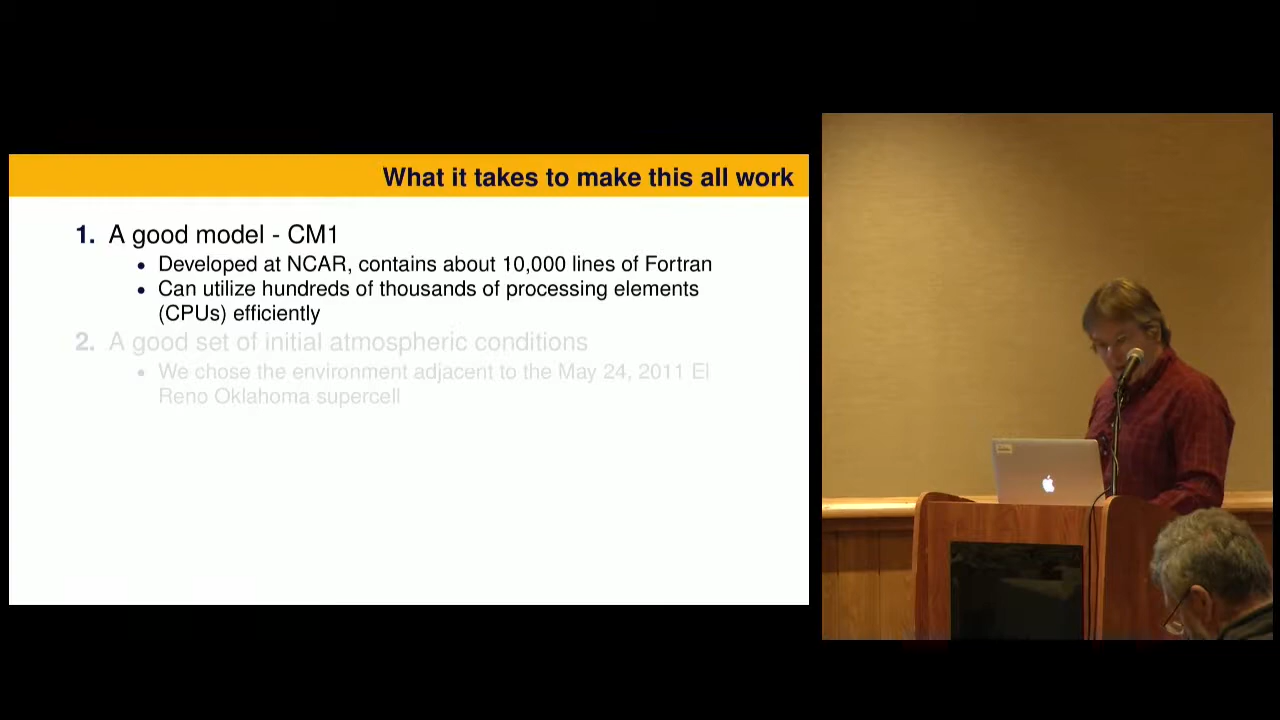 What it takes to make this all work
1. A good model - CM1
• Developed at NCAR, contains about 10,000 lines of Fortran
• Can utilize hundreds of thousands of processing elements
(CPUs) efficiently
2. A good set of initial atmospheric conditions
• We chose the environment adjacent to the May 24, 2011 El
Reno Oklahoma supercell